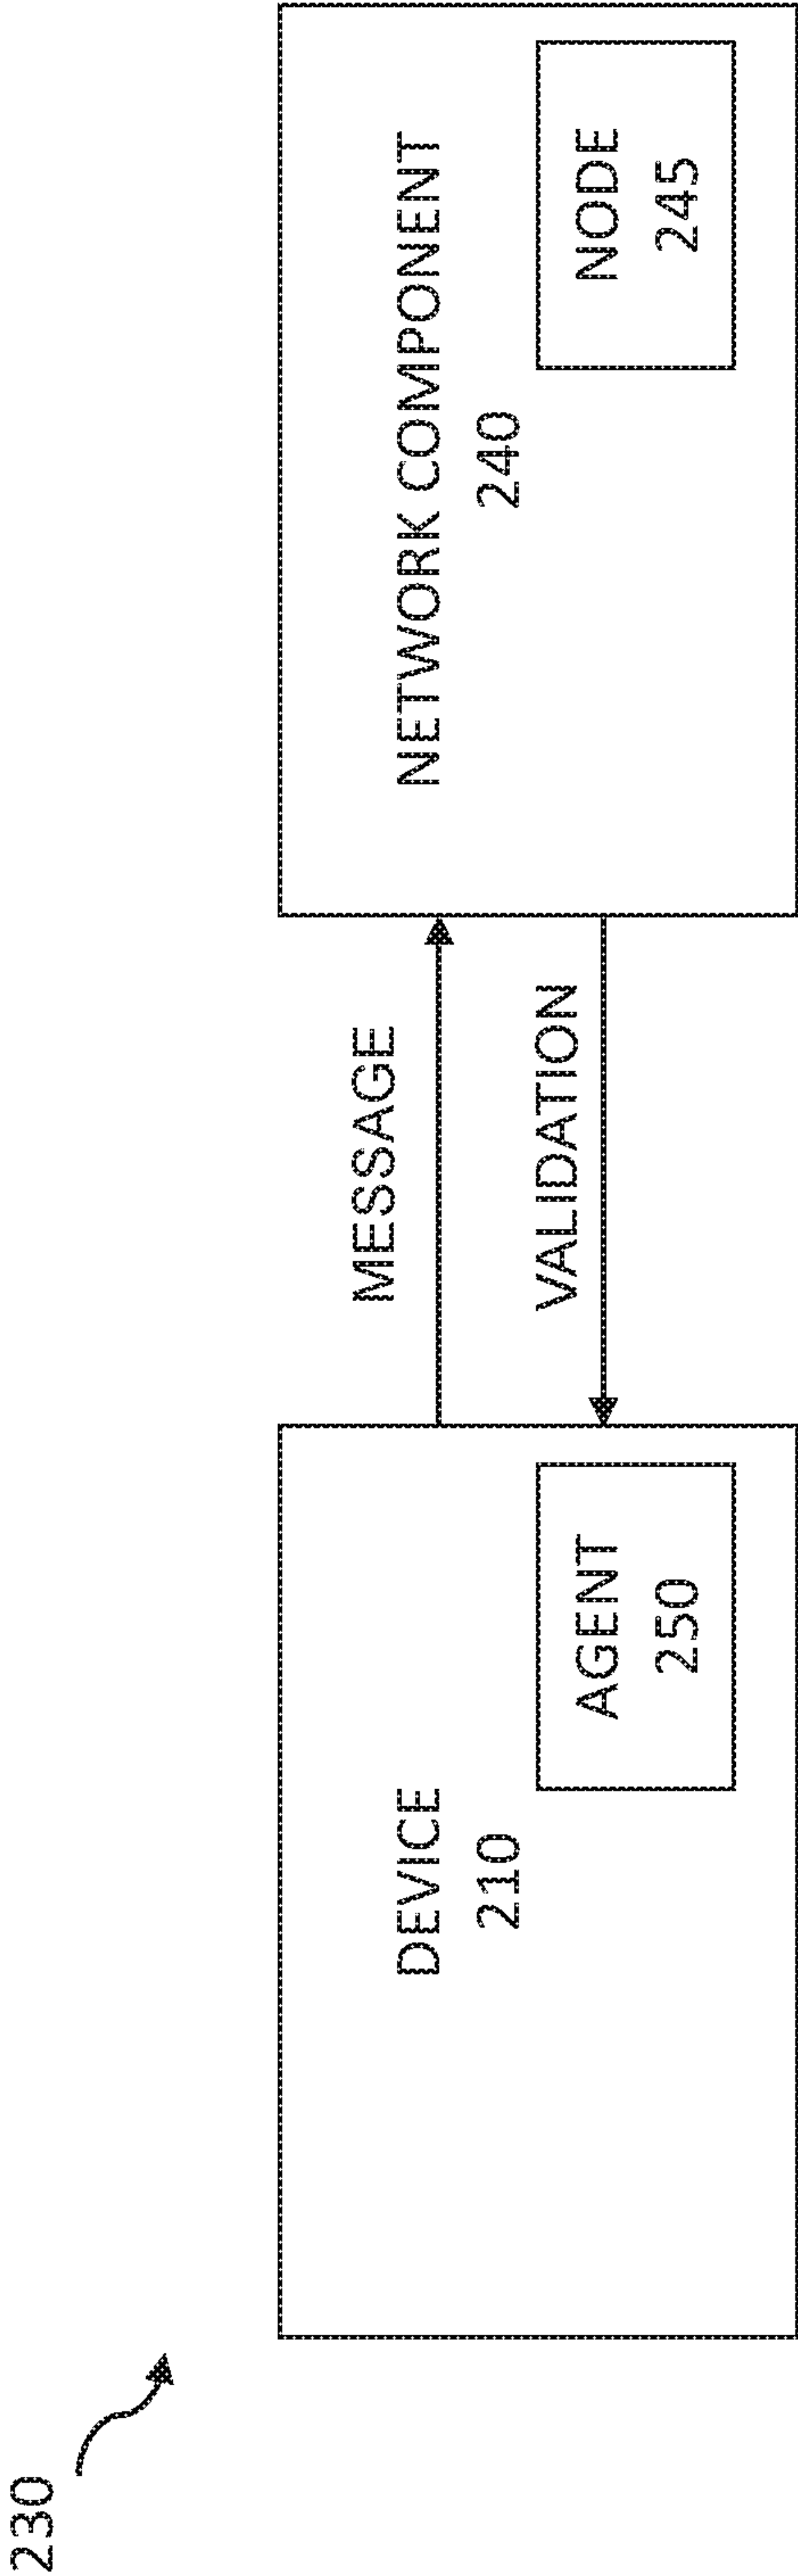 230
DEVICE
210
AGENT
250
MESSAGE
VALIDATION
NETWORK COMPONENT
240
NODE
245